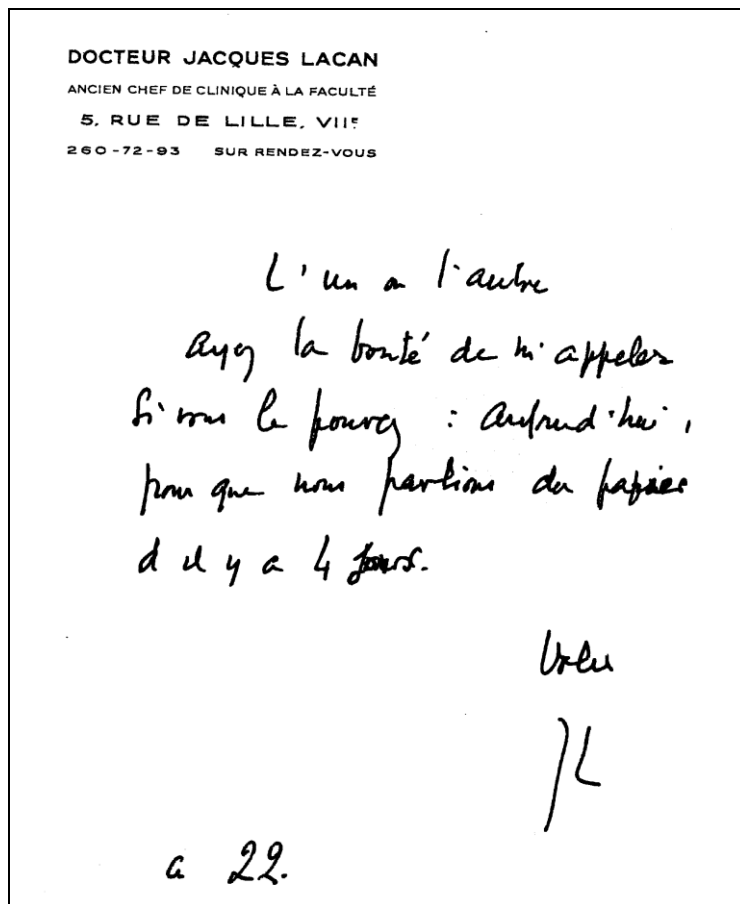 DOCTEUR JACQUES LACAN
ANCIEN CHEF DE CLINIQUE À LA FACULTÉ
5, RUE DE LILLE, VIIE
260-72-93 SUR RENDEZ-VOUS
L'un ou l'autre
ayez la bonté de m'appeler
Si vous le pouvez : aujourd'hui,
pour que nous parlions du papier
d'il y a 4 jours.
Votre
JL
22.